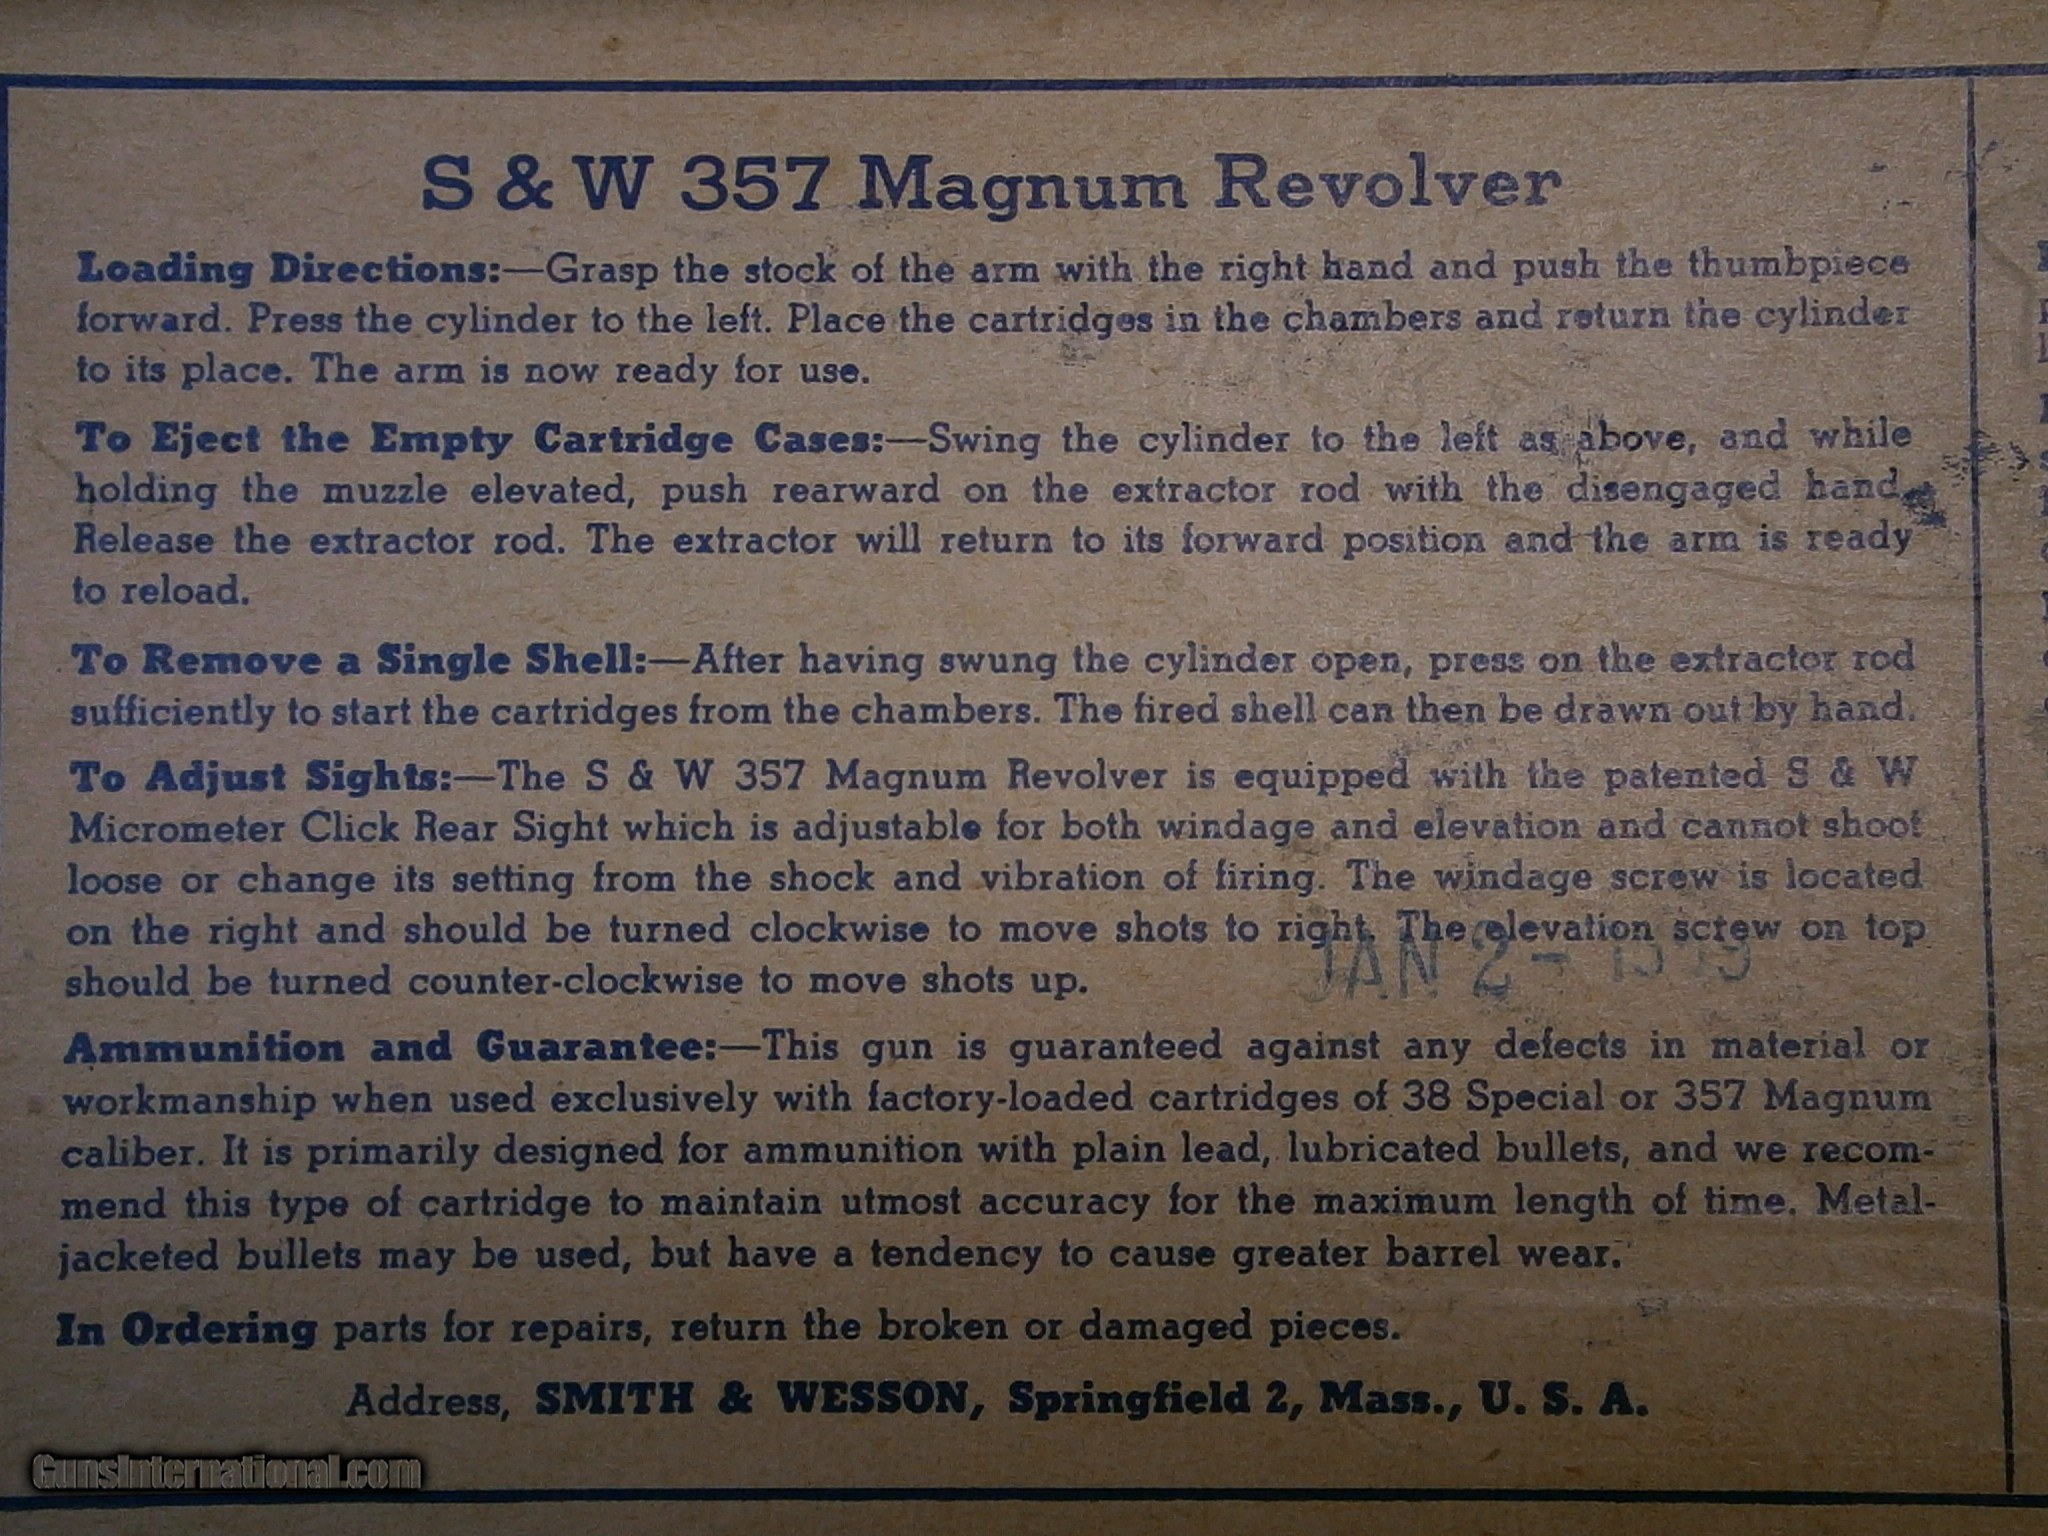 S & W 357 Magnum Revolver
Loading Directions:—Grasp the stock of the arm with the right hand and push the thumbpiece
forward. Press the cylinder to the left. Place the cartridges in the chambers and return the cylinder
to its place. The arm is now ready for use.
To Eject the Empty Cartridge Cases:—Swing the cylinder to the left as above, and while
holding the muzzle elevated, push rearward on the extractor rod with the disengaged hand.
Release the extractor rod. The extractor will return to its forward position and the arm is ready
to reload.
To Remove a Single Shell:—After having swung the cylinder open, press on the extractor rod
sufficiently to start the cartridges from the chambers. The fired shell can then be drawn out by hand.
To Adjust Sights:—The S & W 357 Magnum Revolver is equipped with the patented S & W
Micrometer Click Rear Sight which is adjustable for both windage and elevation and cannot shoot
loose or change its setting from the shock and vibration of firing. The windage screw is located
on the right and should be turned clockwise to move shots to right. The elevation screw on top
should be turned counter-clockwise to move shots up.
JAN 2-
Ammunition and Guarantee:—This gun is guaranteed against any defects in material or
workmanship when used exclusively with factory-loaded cartridges of 38 Special or 357 Magnum
caliber. It is primarily designed for ammunition with plain lead, lubricated bullets, and we recom-
mend this type of cartridge to maintain utmost accuracy for the maximum length of time. Metal-
jacketed bullets may be used, but have a tendency to cause greater barrel wear.
In Ordering parts for repairs, return the broken or damaged pieces.
Address, SMITH & WESSON, Springfield 2, Mass., U. S. A.
GunsInternational.com